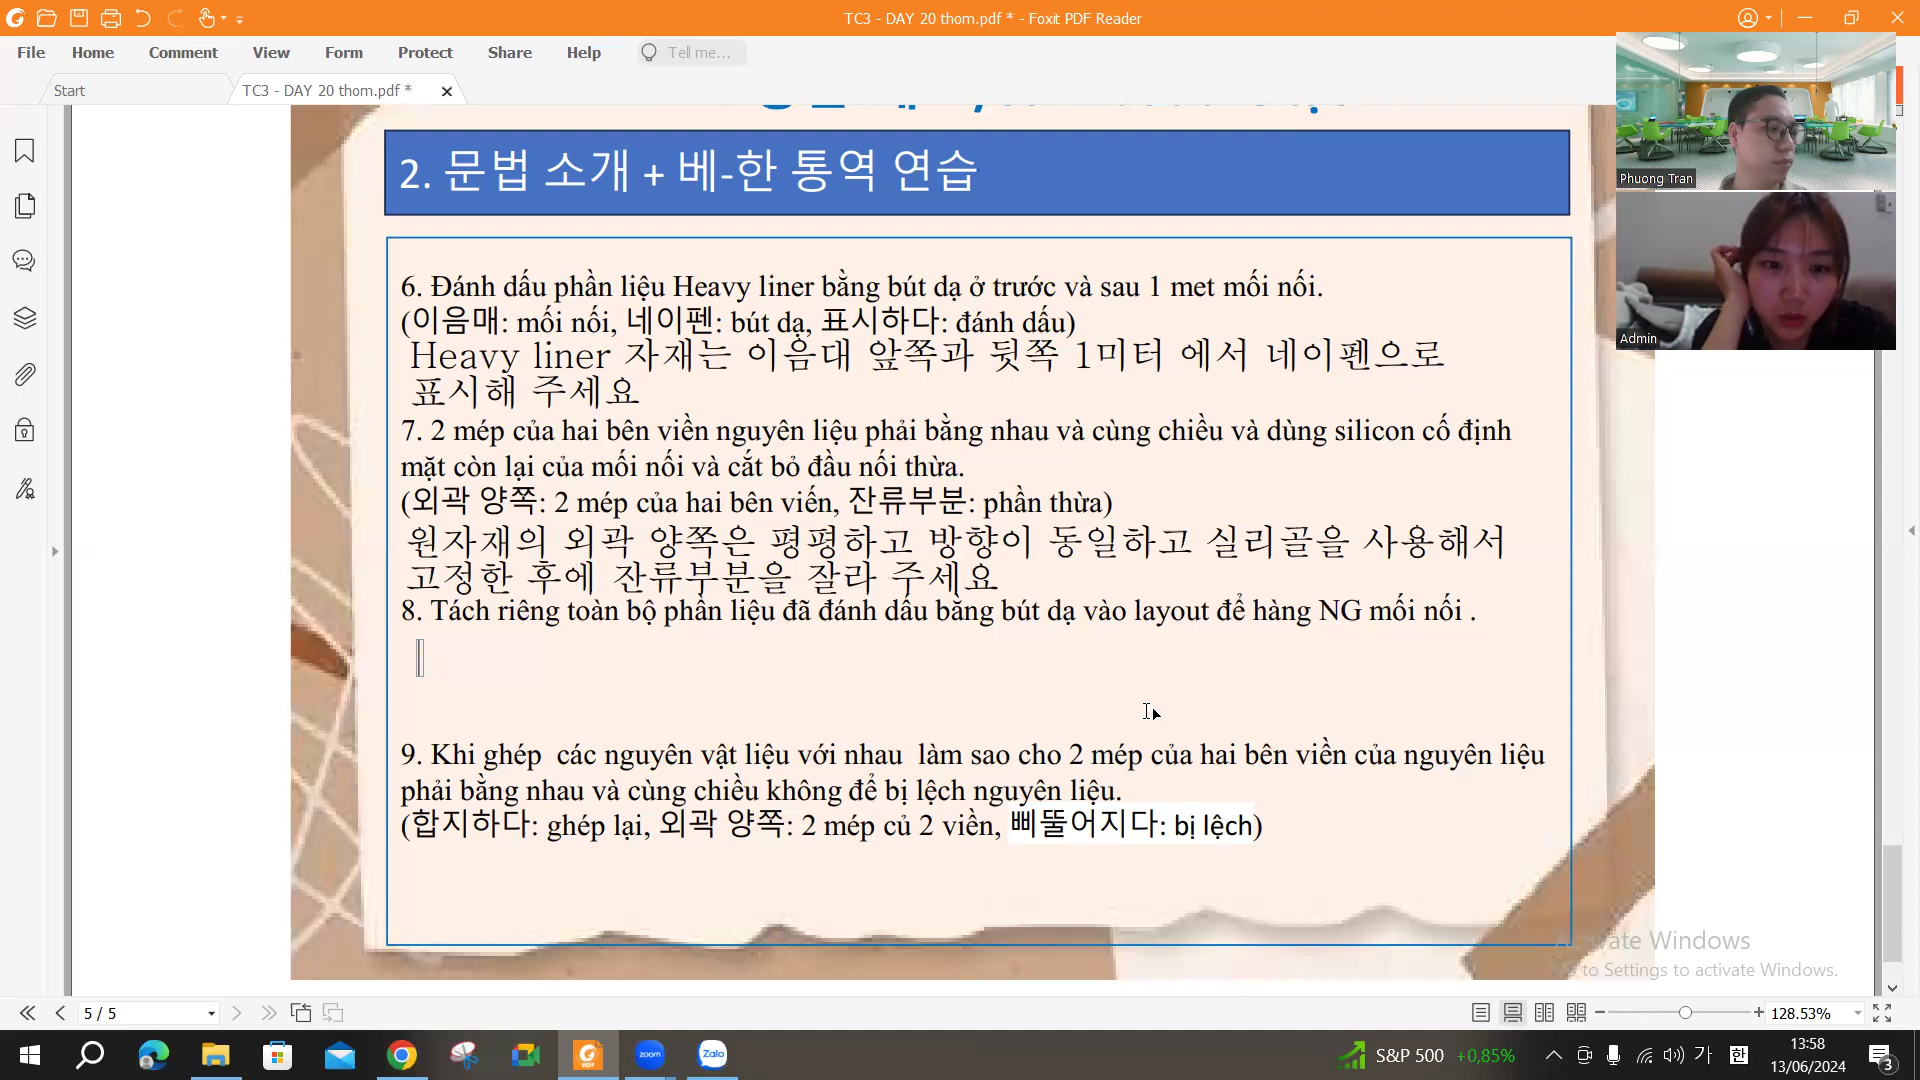 TC3 - DAY 20 thom.pdf * - Foxit PDF Reader
File Home Comment View Form Protect Share Help Tell me...
Start TC3 - DAY 20 thom.pdf *
Phuong Tran
Admin
2. 문법 소개 + 베-한 통역 연습
6. Đánh dấu phần liệu Heavy liner bằng bút dạ ở trước và sau 1 met mối nối.
(이음매: mối nối, 네이펜: bút dạ, 표시하다: đánh dấu)
Heavy liner 자재는 이음대 앞쪽과 뒷쪽 1미터 에서 네이펜으로
표시해 주세요
7. 2 mép của hai bên viền nguyên liệu phải bằng nhau và cùng chiều và dùng silicon cố định
mặt còn lại của mối nối và cắt bỏ đầu nối thừa.
(외곽 양쪽: 2 mép của hai bên viến, 잔류부분: phần thừa)
원자재의 외곽 양쪽은 평평하고 방향이 동일하고 실리골을 사용해서
고정한 후에 잔류부분을 잘라 주세요
8. Tách riêng toàn bộ phần liệu đã đánh dấu bằng bút dạ vào layout để hàng NG mối nối .
9. Khi ghép các nguyên vật liệu với nhau làm sao cho 2 mép của hai bên viền của nguyên liệu
phải bằng nhau và cùng chiều không để bị lệch nguyên liệu.
(합지하다: ghép lại, 외곽 양쪽: 2 mép củ 2 viền, 삐뚤어지다: bị lệch)
Activate Windows
to Settings to activate Windows.
5 / 5
128.53%
zoom
Zalo
S&P 500 +0,85%
가 한
13:58
13/06/2024
3